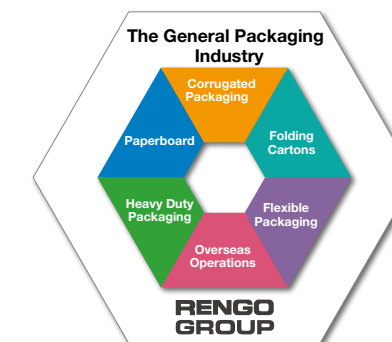 The General Packaging
Industry
Corrugated
Packaging
Paperboard
Folding
Cartons
Heavy Duty
Packaging
Flexible
Packaging
Overseas
Operations
RENGO
GROUP